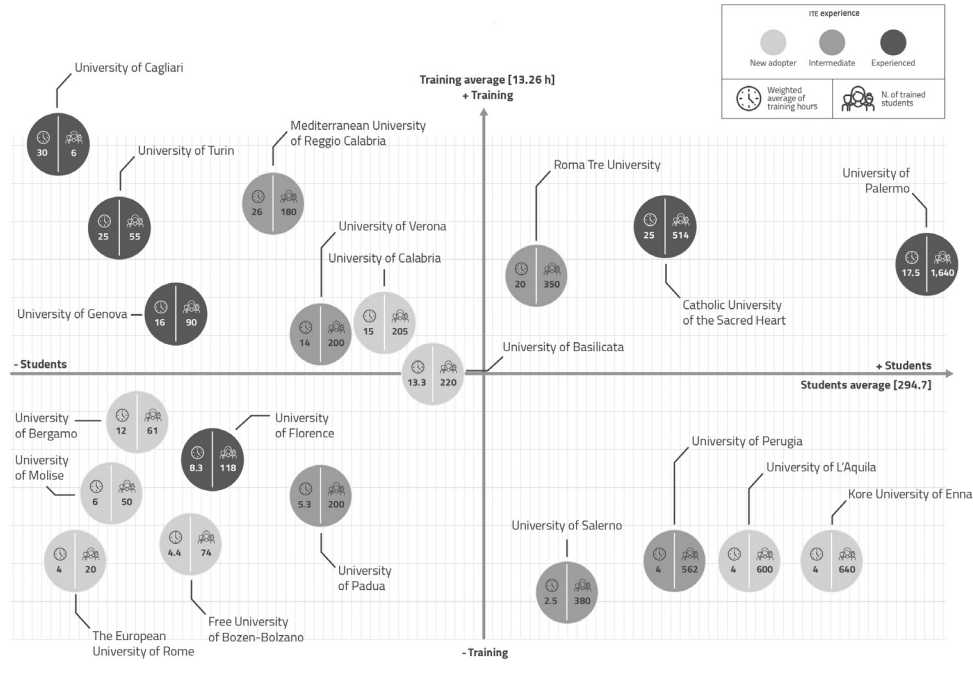 ITE experience
New adopter
Intermediate
Experienced
Weighted
average of
training hours
N. of trained
students
Training average [13.26 h]
+ Training
University of Cagliari
30 6
University of Turin
25 55
Mediterranean University
of Reggio Calabria
26 180
University of Verona
14 200
University of Calabria
15 205
University of Genova
16 90
Roma Tre University
20 350
25 514
Catholic University
of the Sacred Heart
University of
Palermo
17.5 1,640
University of Basilicata
13.3 220
- Students
+ Students
Students average [294.7]
University
of Bergamo
12 61
University
of Florence
8.3 118
University
of Molise
6 50
5.3 200
University
of Padua
4 20
The European
University of Rome
4.4 74
Free University
of Bozen-Bolzano
University of Salerno
2.5 380
University of Perugia
4 562
University of L'Aquila
4 600
Kore University of Enna
4 640
- Training